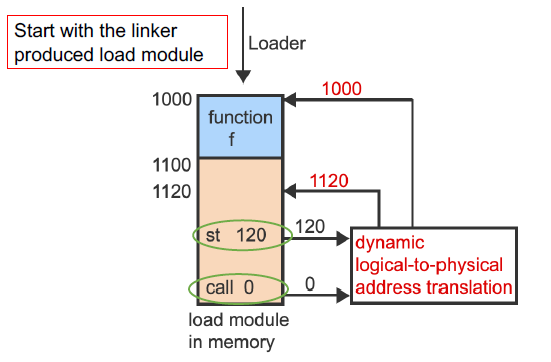 Start with the linker
produced load module
Loader
1000
1000
function
f
1100
1120
1120
st 120
120
dynamic
logical-to-physical
address translation
call 0
0
load module
in memory